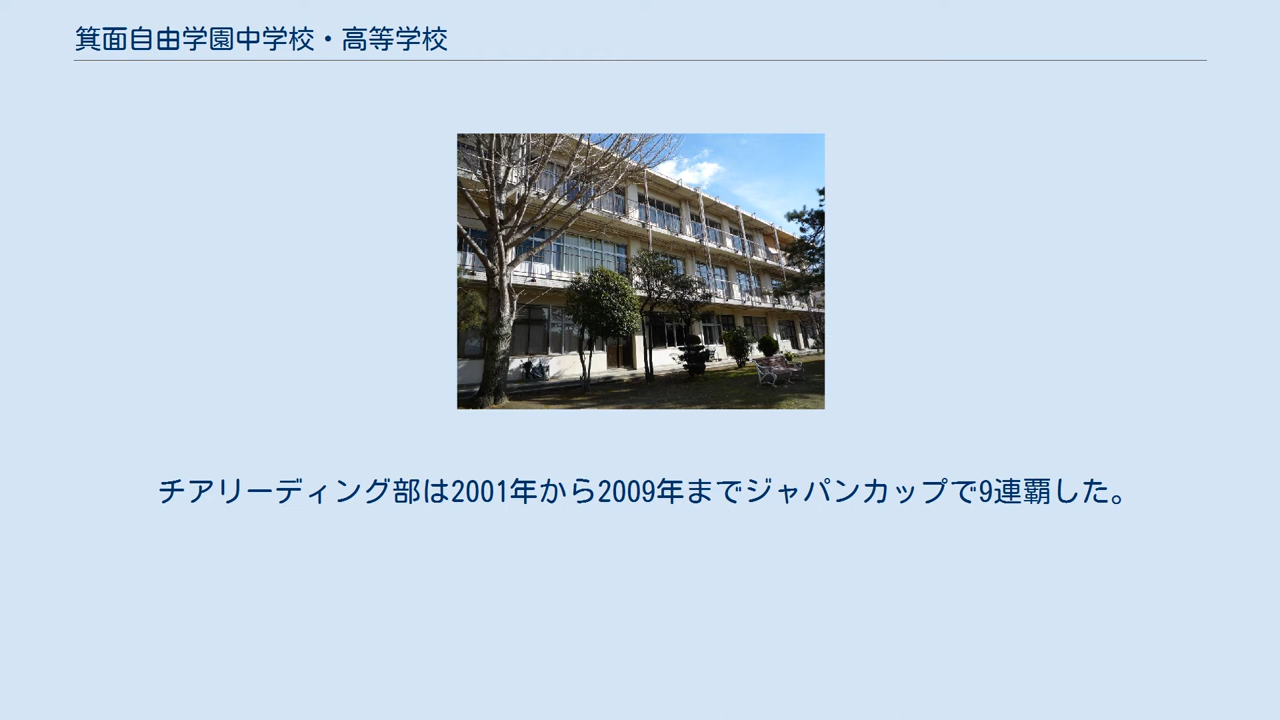 箕面自由学園中学校・高等学校
チアリーディング部は2001年から2009年までジャパンカップで9連覇した。